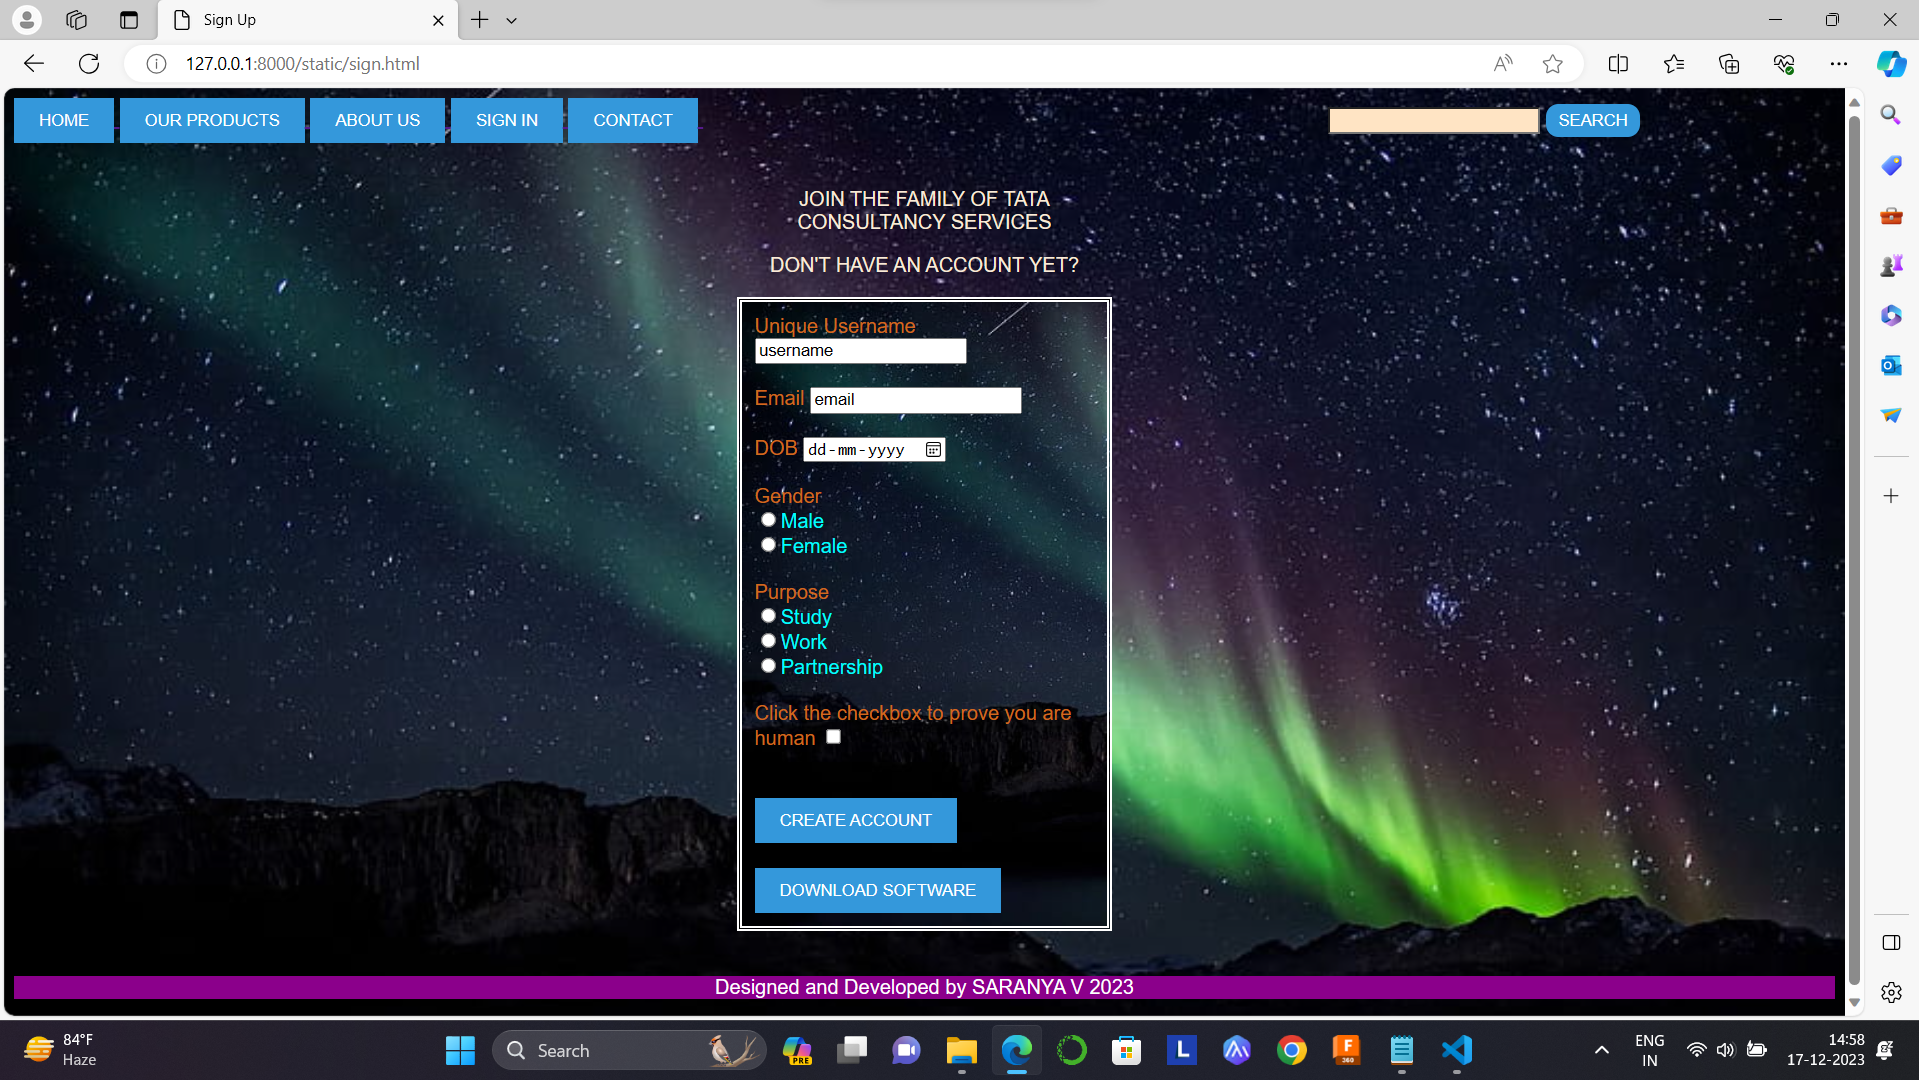 Sign Up
127.0.0.1:8000/static/sign.html
HOME OUR PRODUCTS ABOUT US SIGN IN CONTACT SEARCH
JOIN THE FAMILY OF TATA
CONSULTANCY SERVICES
DON'T HAVE AN ACCOUNT YET?
Unique Username
username
Email email
DOB dd-mm-yyyy
Gender
Male
Female
Purpose
Study
Work
Partnership
Click the checkbox to prove you are
human
CREATE ACCOUNT
DOWNLOAD SOFTWARE
Designed and Developed by SARANYA V 2023
84°F
Haze
Search
PRE
L
F
360
ENG
IN
14:58
17-12-2023